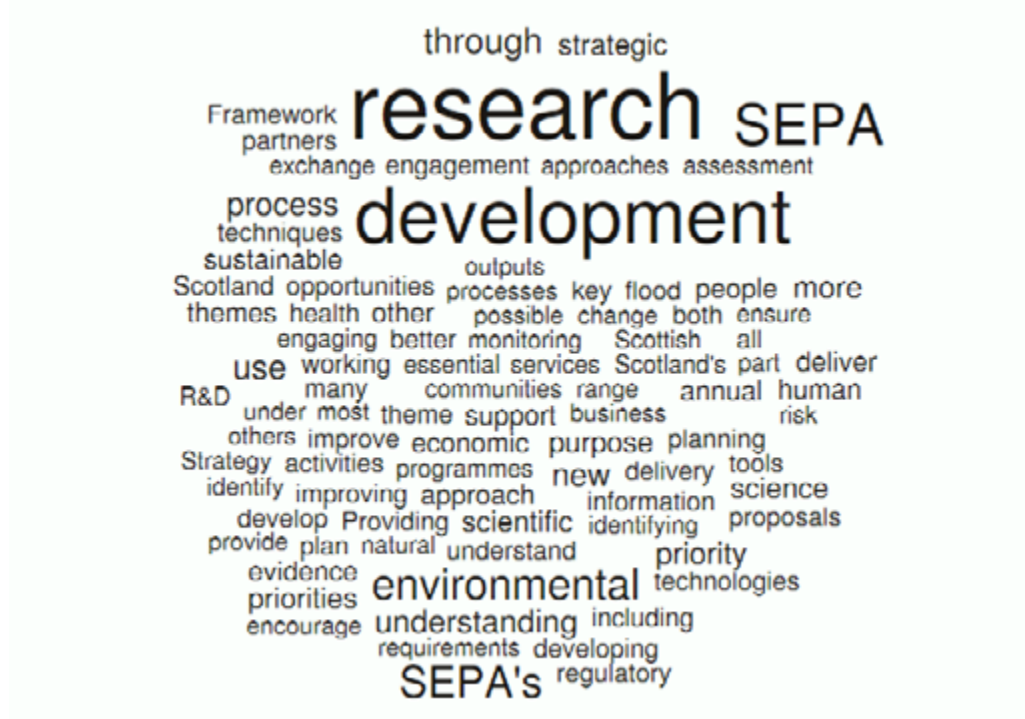 through strategic
Framework research SEPA
partners
exchange engagement approaches assessment
process development
techniques
sustainable outputs
Scotland opportunities processes key flood people more
themes health other possible change both ensure
engaging better monitoring Scottish all
use working essential services Scotland's part deliver
R&D many communities range annual human
under most theme support business risk
others improve economic purpose planning
Strategy activities programmes new delivery tools
identify improving approach information science
develop Providing scientific identifying proposals
provide plan natural understand priority
evidence environmental technologies
priorities
encourage understanding including
requirements developing
SEPA's regulatory